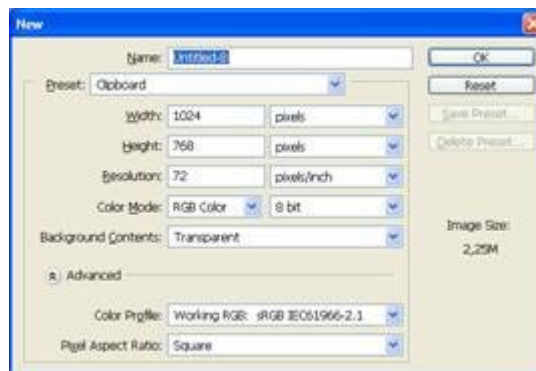 New
Name: Untitled-8
OK
Preset: Clipboard
Reset
Width: 1024 pixels
Save Preset...
Height: 768 pixels
Delete Preset...
Resolution: 72 pixels/inch
Color Mode: RGB Color 8 bit
Background Contents: Transparent
Image Size:
2,25M
Advanced
Color Profile: Working RGB: sRGB IEC61966-2.1
Pixel Aspect Ratio: Square